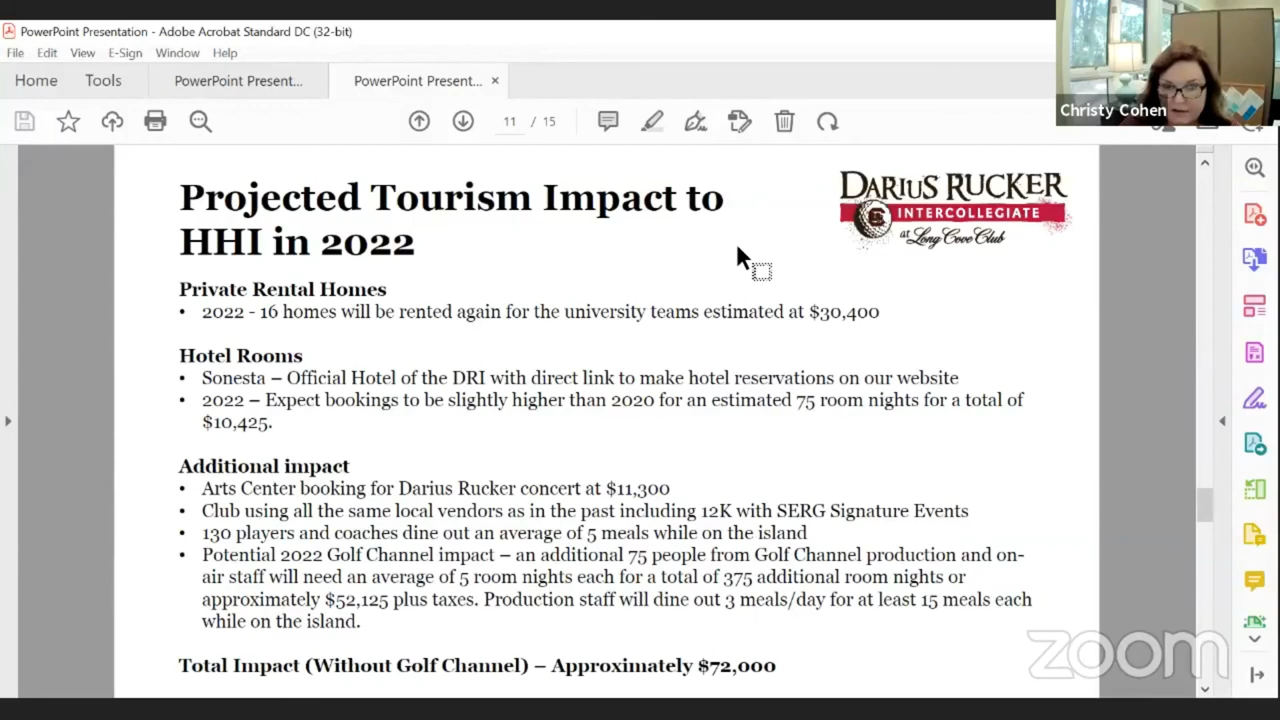 PowerPoint Presentation - Adobe Acrobat Standard DC (32-bit)
File Edit View E-Sign Window Help
Home Tools PowerPoint Present... PowerPoint Present... ×
11 / 15
Christy Cohen
Projected Tourism Impact to
HHI in 2022
DARIUS RUCKER
INTERCOLLEGIATE
at Long Cove Club
Private Rental Homes
• 2022 - 16 homes will be rented again for the university teams estimated at $30,400
Hotel Rooms
• Sonesta – Official Hotel of the DRI with direct link to make hotel reservations on our website
• 2022 – Expect bookings to be slightly higher than 2020 for an estimated 75 room nights for a total of
$10,425.
Additional impact
• Arts Center booking for Darius Rucker concert at $11,300
• Club using all the same local vendors as in the past including 12K with SERG Signature Events
• 130 players and coaches dine out an average of 5 meals while on the island
• Potential 2022 Golf Channel impact – an additional 75 people from Golf Channel production and on-
air staff will need an average of 5 room nights each for a total of 375 additional room nights or
approximately $52,125 plus taxes. Production staff will dine out 3 meals/day for at least 15 meals each
while on the island.
Total Impact (Without Golf Channel) – Approximately $72,000
zoom